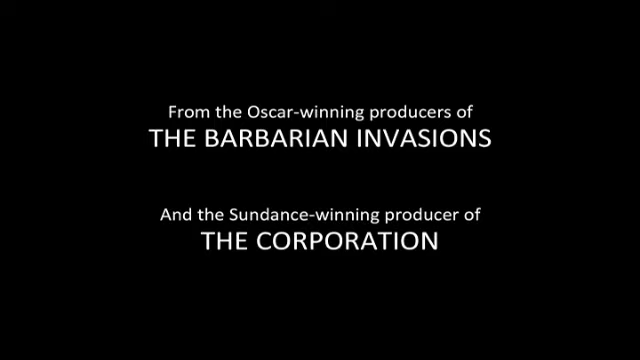 From the Oscar-winning producers of
THE BARBARIAN INVASIONS
And the Sundance-winning producer of
THE CORPORATION